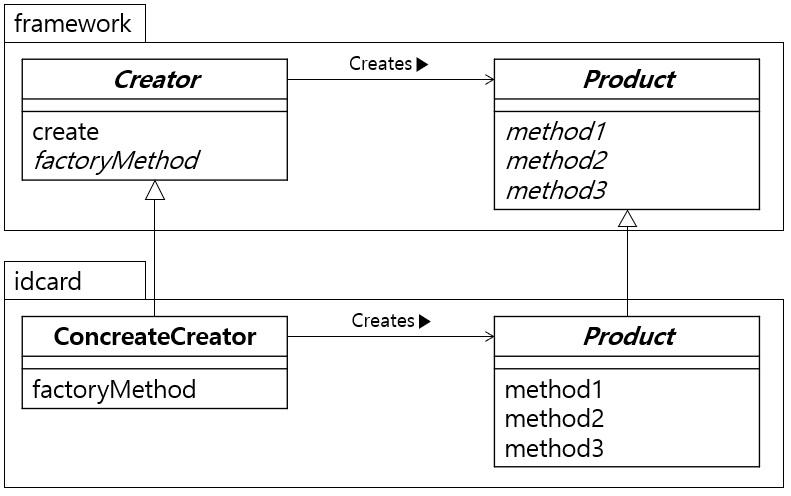 framework
Creator
Creates▶
Product
create
factoryMethod
method1
method2
method3
idcard
ConcreateCreator
Creates▶
Product
factoryMethod
method1
method2
method3